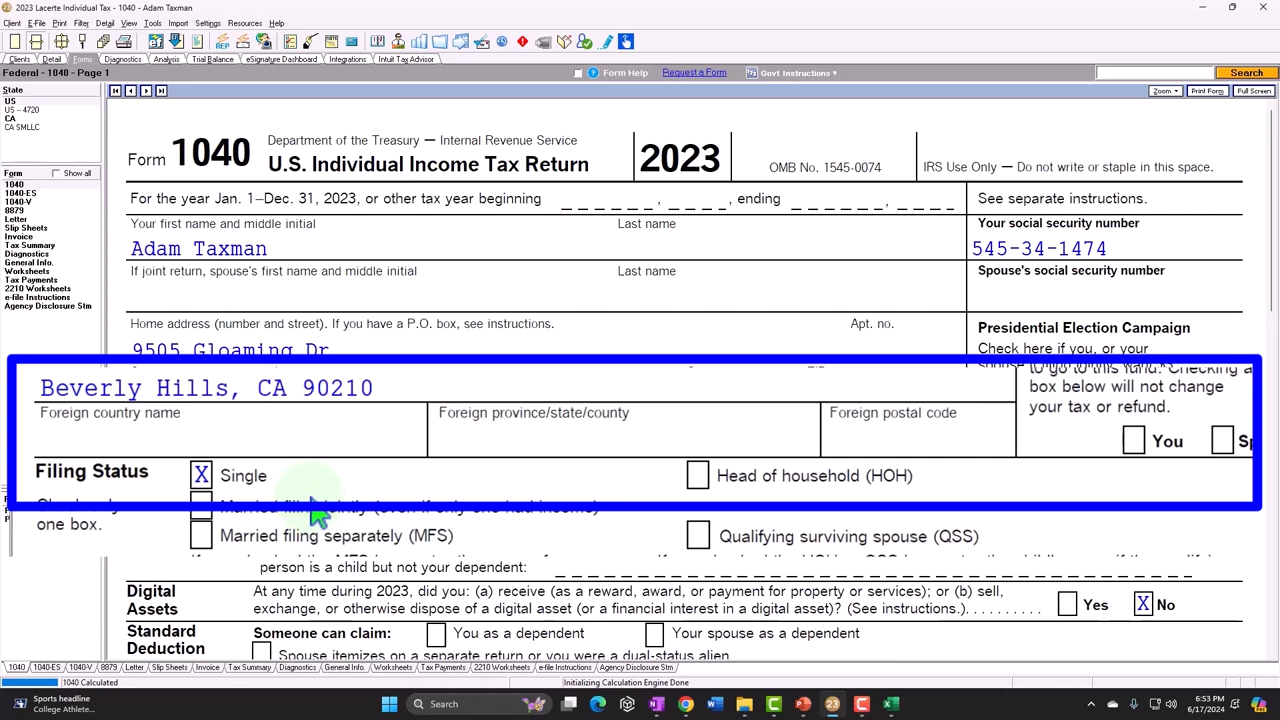 2023 Lacerte Individual Tax - 1040 - Adam Taxman
Client E-File Print Filter Detail View Tools Import Settings Resources Help
Clients Detail Forms Diagnostics Analysis Trial Balance eSignature Dashboard Integrations Intuit Tax Advisor
Federal - 1040 - Page 1
Form Help Request a Form Govt Instructions Search
State
US
US - 4720
CA
CA SMLLC
Zoom Print Form Full Screen
Form Show all
1040
1040-ES
1040-V
8879
Letter
Slip Sheets
Invoice
Tax Summary
Diagnostics
General Info.
Worksheets
Tax Payments
2210 Worksheets
e-file Instructions
Agency Disclosure Stm
Form 1040 Department of the Treasury — Internal Revenue Service
U.S. Individual Income Tax Return 2023 OMB No. 1545-0074 IRS Use Only — Do not write or staple in this space.
For the year Jan. 1–Dec. 31, 2023, or other tax year beginning , , ending , See separate instructions.
Your first name and middle initial Last name Your social security number
Adam Taxman 545-34-1474
If joint return, spouse's first name and middle initial Last name Spouse's social security number
Home address (number and street). If you have a P.O. box, see instructions. Apt. no. Presidential Election Campaign
9505 Gloaming Dr Check here if you, or your
Beverly Hills, CA 90210 to go to this fund. Checking a
box below will not change
Foreign country name Foreign province/state/county Foreign postal code your tax or refund.
You
Filing Status X Single Head of household (HOH)
Married filing jointly (even if only one had income)
one box. Married filing separately (MFS) Qualifying surviving spouse (QSS)
person is a child but not your dependent:
Digital Assets At any time during 2023, did you: (a) receive (as a reward, award, or payment for property or services); or (b) sell,
exchange, or otherwise dispose of a digital asset (or a financial interest in a digital asset)? (See instructions.) Yes X No
Standard Deduction Someone can claim: You as a dependent Your spouse as a dependent
Spouse itemizes on a separate return or you were a dual-status alien
1040 1040-ES 1040-V 8879 Letter Slip Sheets Invoice Tax Summary Diagnostics General Info. Worksheets Tax Payments 2210 Worksheets e-file Instructions Agency Disclosure Stm
1040 Calculated Initializing Calculation Engine Done
Sports headline
College Athlete...
Search
6:53 PM
6/17/2024